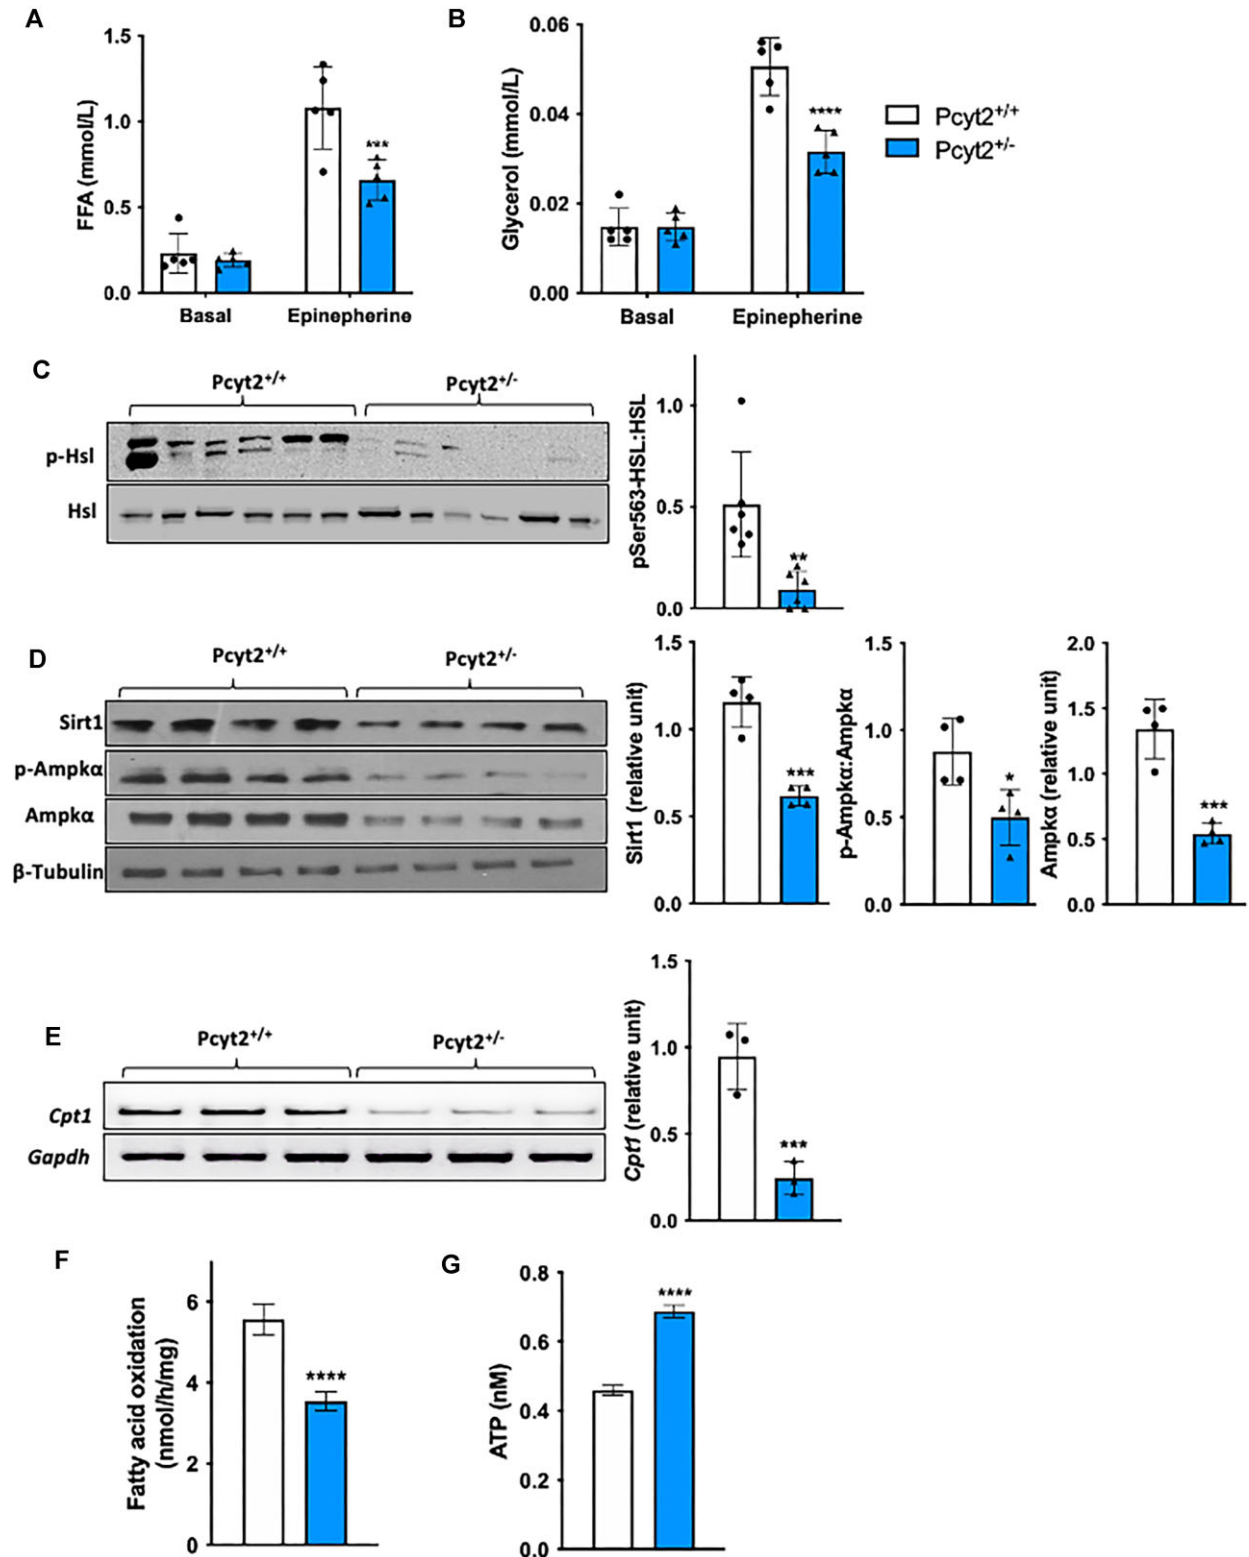 A
FFA (mmol/L)
1.5
1.0
0.5
0.0
Basal
Epinepherine
***
B
Glycerol (mmol/L)
0.06
0.04
0.02
0.00
Basal
Epinepherine
****
Pcyt2+/+
Pcyt2+/-
C
Pcyt2+/+
Pcyt2+/-
p-Hsl
Hsl
pSer563-HSL:HSL
1.0
0.5
0.0
**
D
Pcyt2+/+
Pcyt2+/-
Sirt1
p-Ampkα
Ampkα
β-Tubulin
Sirt1 (relative unit)
1.5
1.0
0.5
0.0
***
p-Ampkα:Ampkα
1.5
1.0
0.5
0.0
*
Ampkα (relative unit)
2.0
1.5
1.0
0.5
0.0
***
E
Pcyt2+/+
Pcyt2+/-
Cpt1
Gapdh
Cpt1 (relative unit)
1.5
1.0
0.5
0.0
***
F
Fatty acid oxidation
(nmol/h/mg)
6
4
2
0
****
G
ATP (nM)
0.8
0.6
0.4
0.2
0.0
****